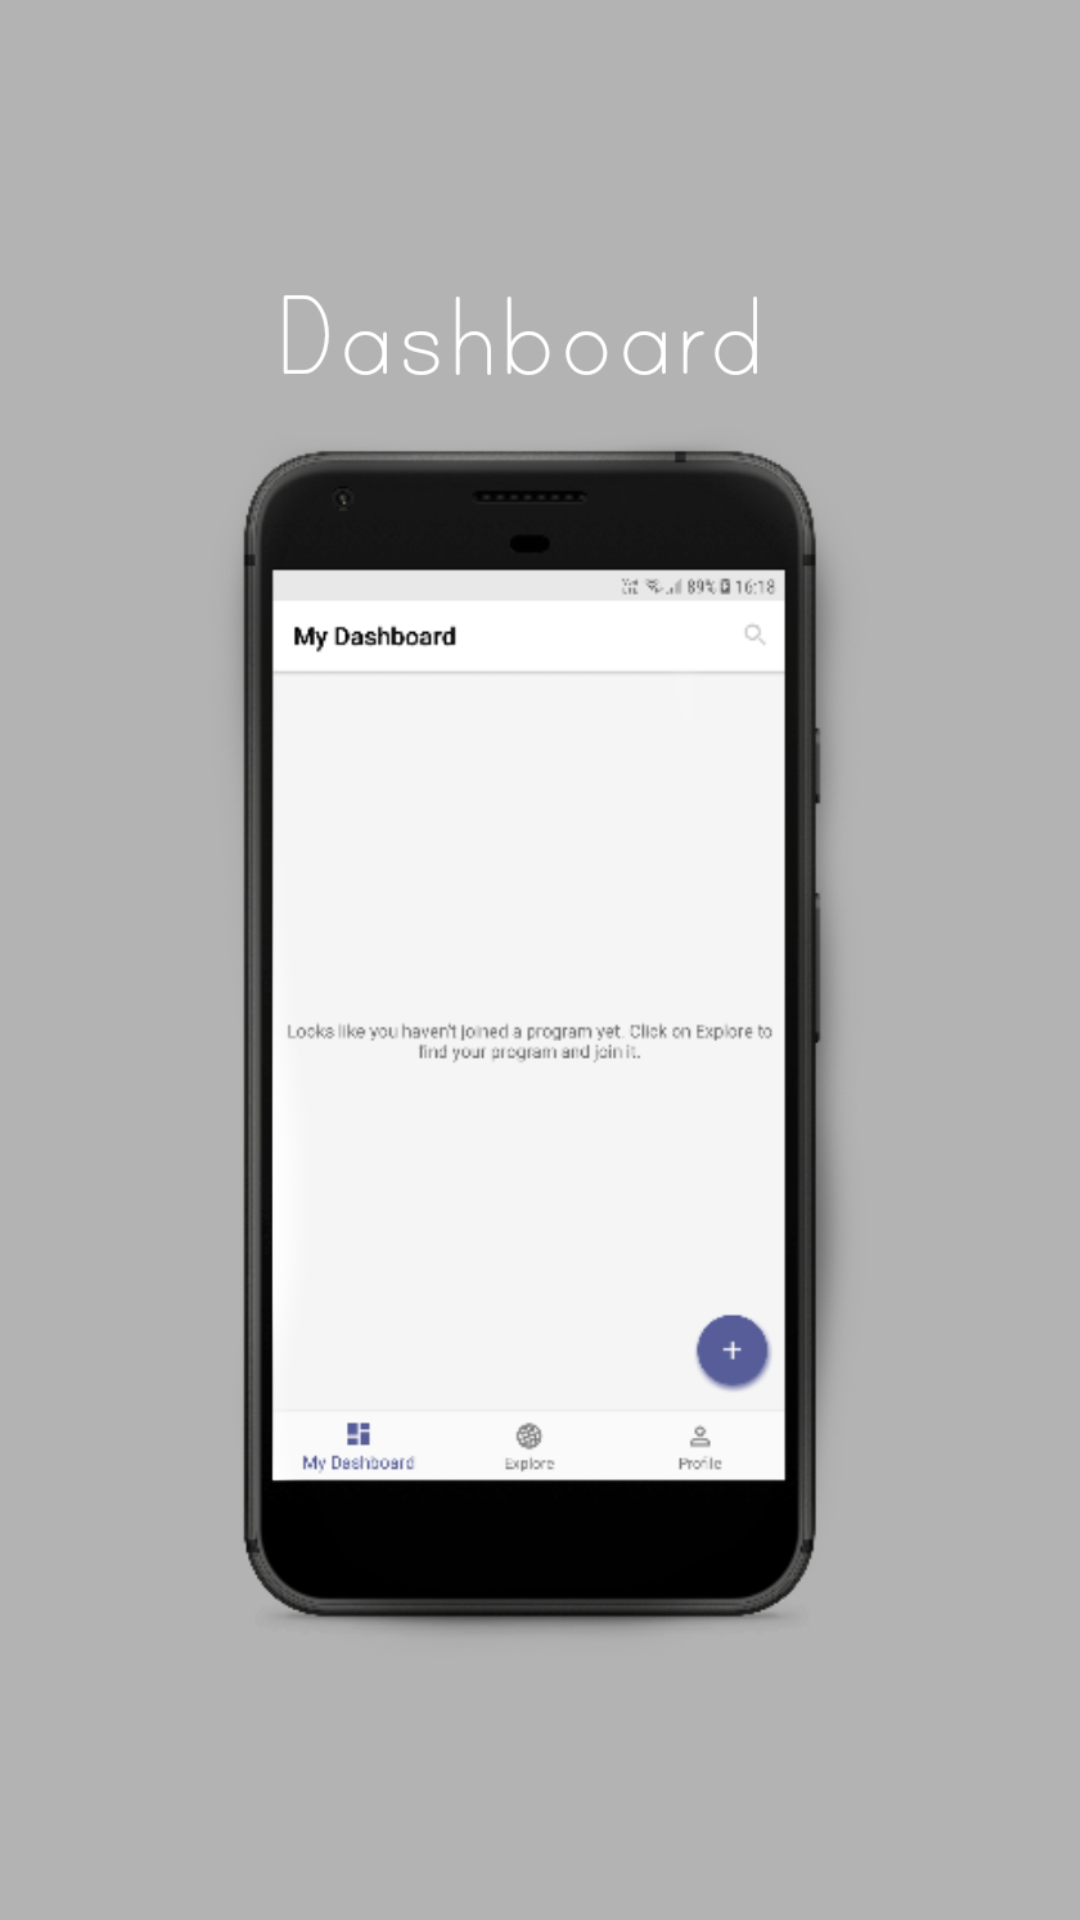 Dashboard
89% 16:18
My Dashboard
Looks like you haven't joined a program yet. Click on Explore to
find your program and join it.
+
My Dashboard Explore Profile